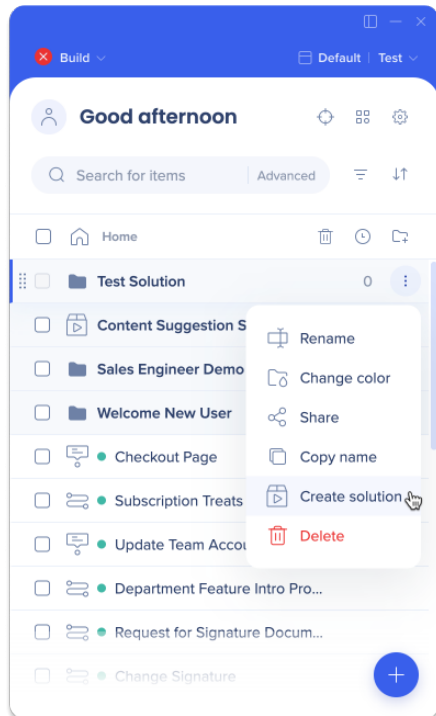 Build
Default | Test
Good afternoon
Search for items
Advanced
Home
Test Solution
0
Content Suggestion S
Sales Engineer Demo
Welcome New User
Checkout Page
Subscription Treats
Update Team Accou
Department Feature Intro Pro...
Request for Signature Docum...
Change Signature
Rename
Change color
Share
Copy name
Create solution
Delete